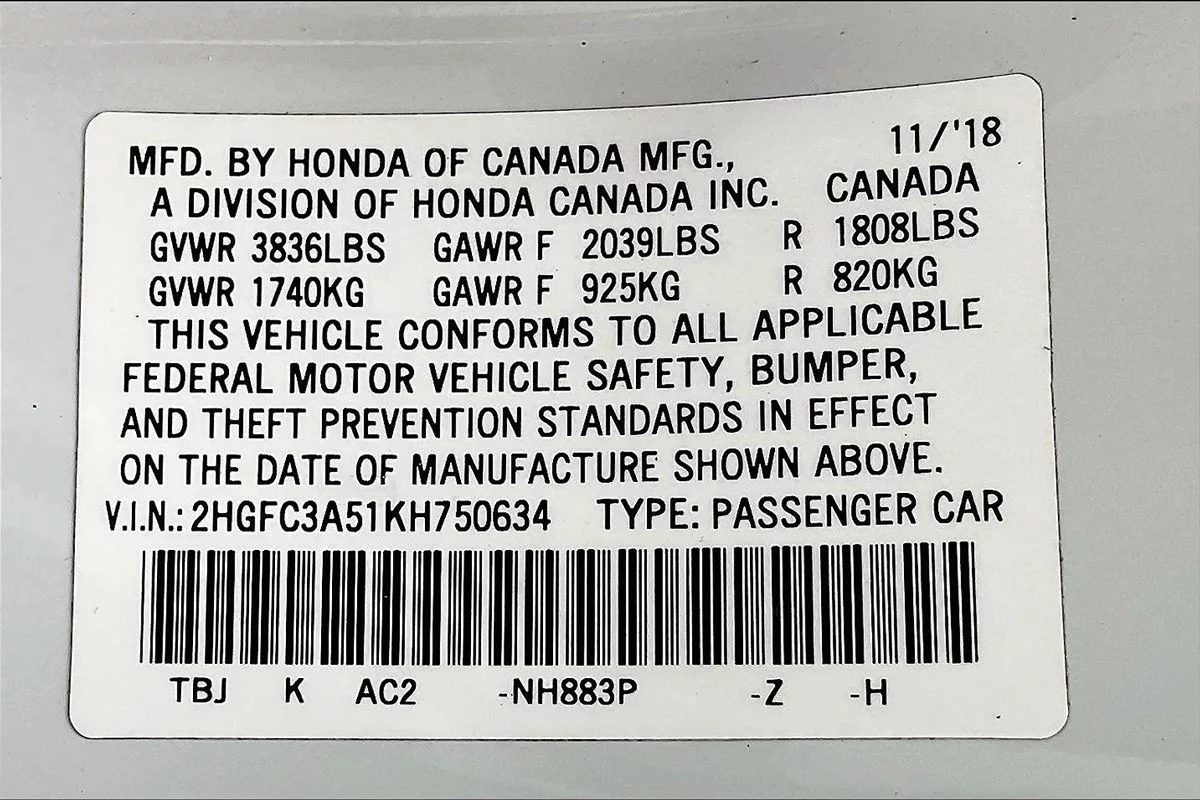 11/'18
MFD. BY HONDA OF CANADA MFG.,
A DIVISION OF HONDA CANADA INC. CANADA
GVWR 3836LBS GAWR F 2039LBS R 1808LBS
GVWR 1740KG GAWR F 925KG R 820KG
THIS VEHICLE CONFORMS TO ALL APPLICABLE
FEDERAL MOTOR VEHICLE SAFETY, BUMPER,
AND THEFT PREVENTION STANDARDS IN EFFECT
ON THE DATE OF MANUFACTURE SHOWN ABOVE.
V.I.N.: 2HGFC3A51KH750634 TYPE: PASSENGER CAR
TBJ K AC2 -NH883P -Z -H